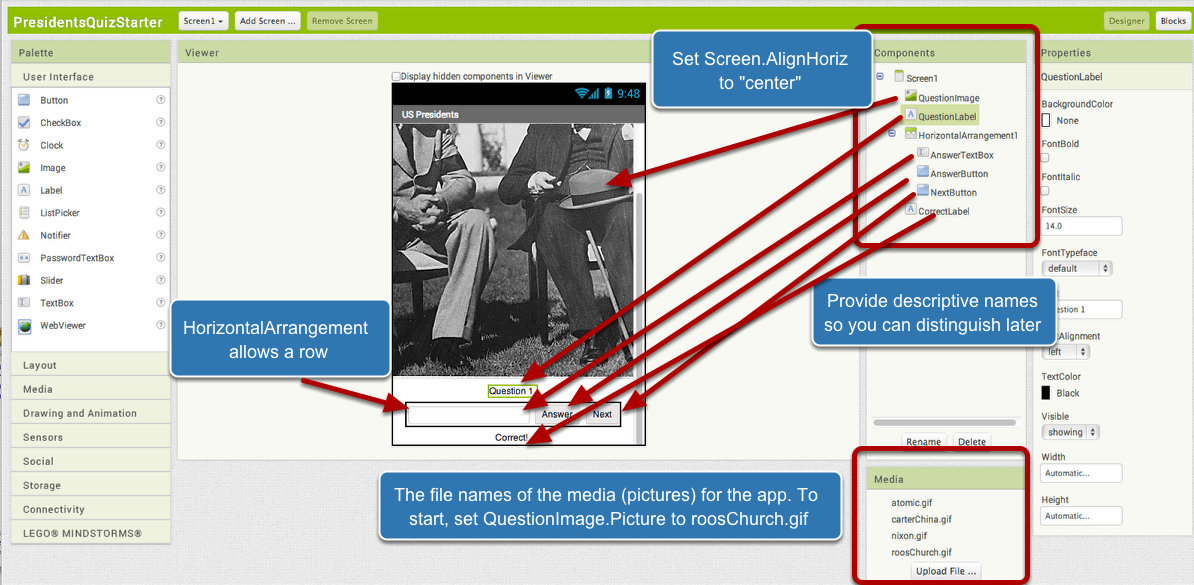 PresidentsQuizStarter
Screen1
Add Screen ...
Remove Screen
Designer
Blocks
Palette
User Interface
Button
CheckBox
Clock
Image
Label
ListPicker
Notifier
PasswordTextBox
Slider
TextBox
WebViewer
Layout
Media
Drawing and Animation
Sensors
Social
Storage
Connectivity
LEGO® MINDSTORMS®
Viewer
Display hidden components in Viewer
9:48
US Presidents
Question 1
Answer
Next
Correct!
Set Screen.AlignHoriz
to "center"
HorizontalArrangement
allows a row
Provide descriptive names
so you can distinguish later
The file names of the media (pictures) for the app. To
start, set QuestionImage.Picture to roosChurch.gif
Components
Screen1
QuestionImage
QuestionLabel
HorizontalArrangement1
AnswerTextBox
AnswerButton
NextButton
CorrectLabel
Rename
Delete
Media
atomic.gif
carterChina.gif
nixon.gif
roosChurch.gif
Upload File ...
Properties
QuestionLabel
BackgroundColor
None
FontBold
FontItalic
FontSize
14.0
FontTypeface
default
estion 1
Alignment
left
TextColor
Black
Visible
showing
Width
Automatic...
Height
Automatic...